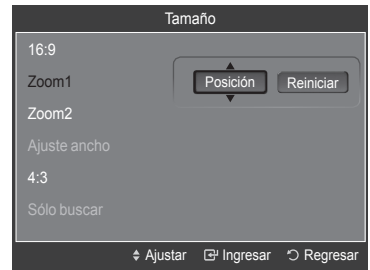 Tamaño
16:9
Zoom1
Posición Reiniciar
Zoom2
Ajuste ancho
4:3
Sólo buscar
Ajustar Ingresar Regresar